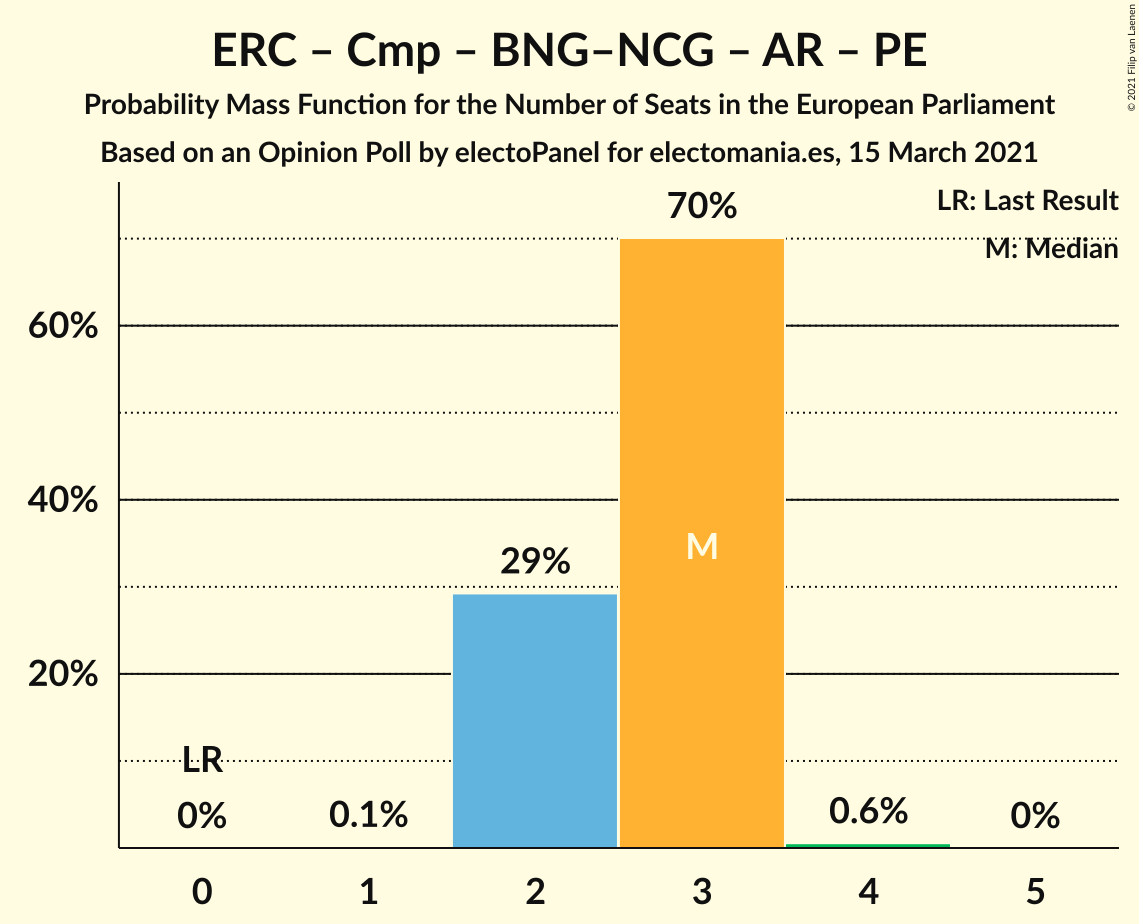 ERC – Cmp – BNG–NCG – AR – PE
Probability Mass Function for the Number of Seats in the European Parliament
Based on an Opinion Poll by electoPanel for electomania.es, 15 March 2021
© 2021 Filip van Laenen
LR: Last Result
M: Median
70%
60%
M
40%
29%
20%
LR
0%
0.1%
0.6%
0%
0 1 2 3 4 5